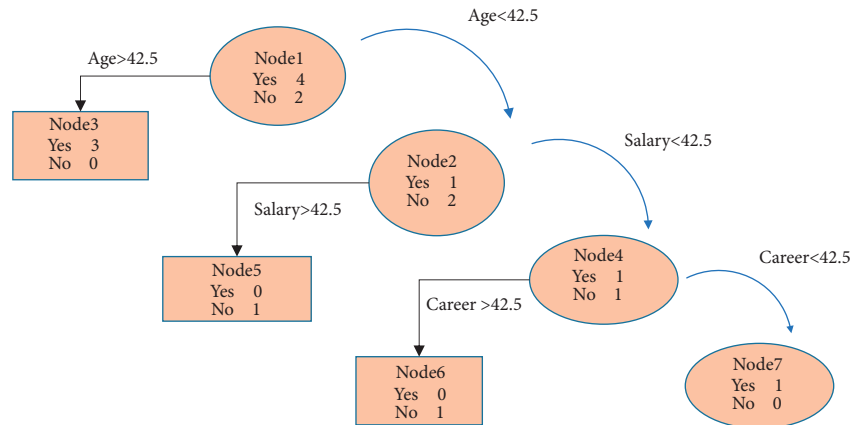 Age<42.5
Age>42.5
Node1
Yes 4
No 2
Node3
Yes 3
No 0
Salary<42.5
Node2
Yes 1
No 2
Salary>42.5
Node5
Yes 0
No 1
Node4
Yes 1
No 1
Career<42.5
Career >42.5
Node6
Yes 0
No 1
Node7
Yes 1
No 0